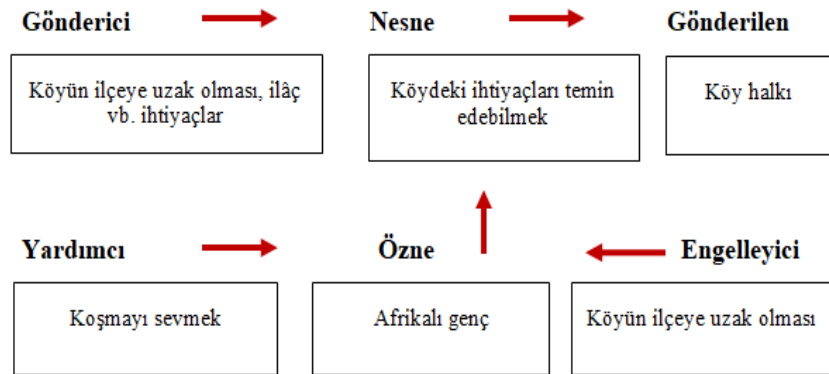 Gönderici
Nesne
Gönderilen
Köyün ilçeye uzak olması, ilâç
vb. ihtiyaçlar
Köydeki ihtiyaçları temin
edebilmek
Köy halkı
Yardımcı
Özne
Engelleyici
Koşmayı sevmek
Afrikalı genç
Köyün ilçeye uzak olması